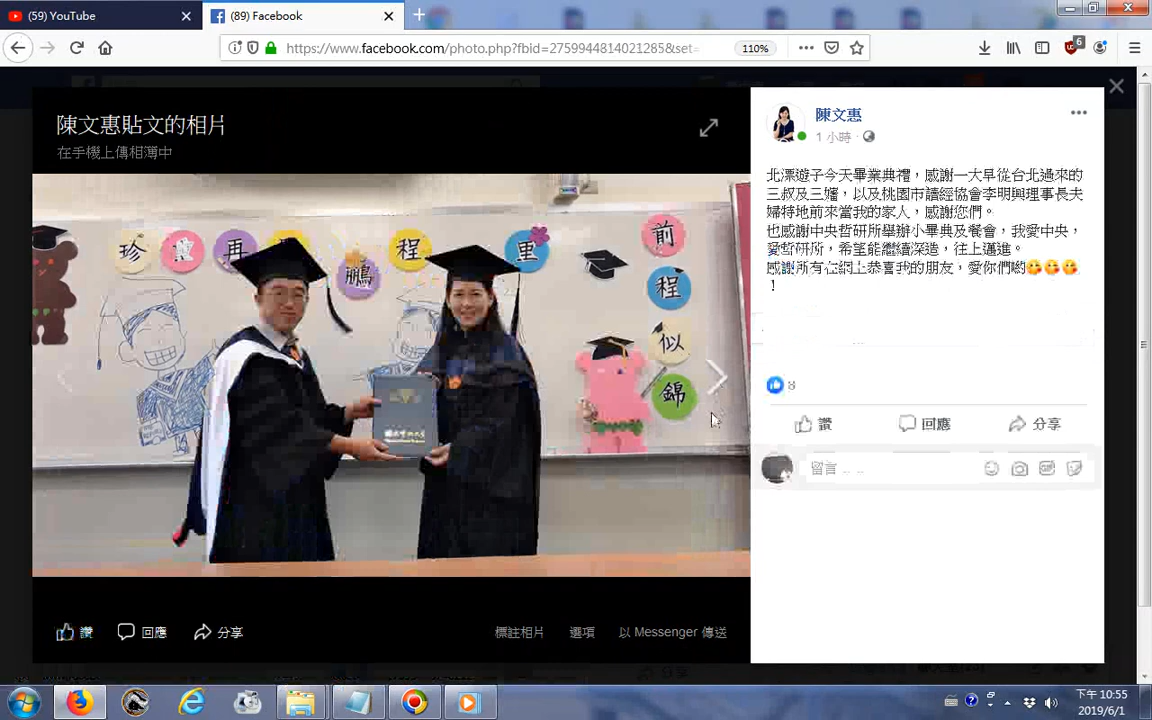 (59) YouTube
(89) Facebook
https://www.facebook.com/photo.php?fbid=2759944814021285&set=
110%
6
陳文惠貼文的相片
在手機上傳相簿中
珍 重 再
鵬 程 里
前
程
似
錦
讚 回應 分享
標註相片 選項 以 Messenger 傳送
陳文惠
1 小時
北漂遊子今天畢業典禮，感謝一大早從台北過來的
三叔及三嬸，以及桃園市讀經協會李明興理事長夫
婦特地前來當我的家人，感謝您們。
也感謝中央哲研所舉辦小畢典及餐會，我愛中央，
愛哲研所，希望能繼續深造，往上邁進。
感謝所有在網上恭喜我的朋友，愛你們喲😋😋😋
！
8
讚 回應 分享
留言……
下午 10:55
2019/6/1